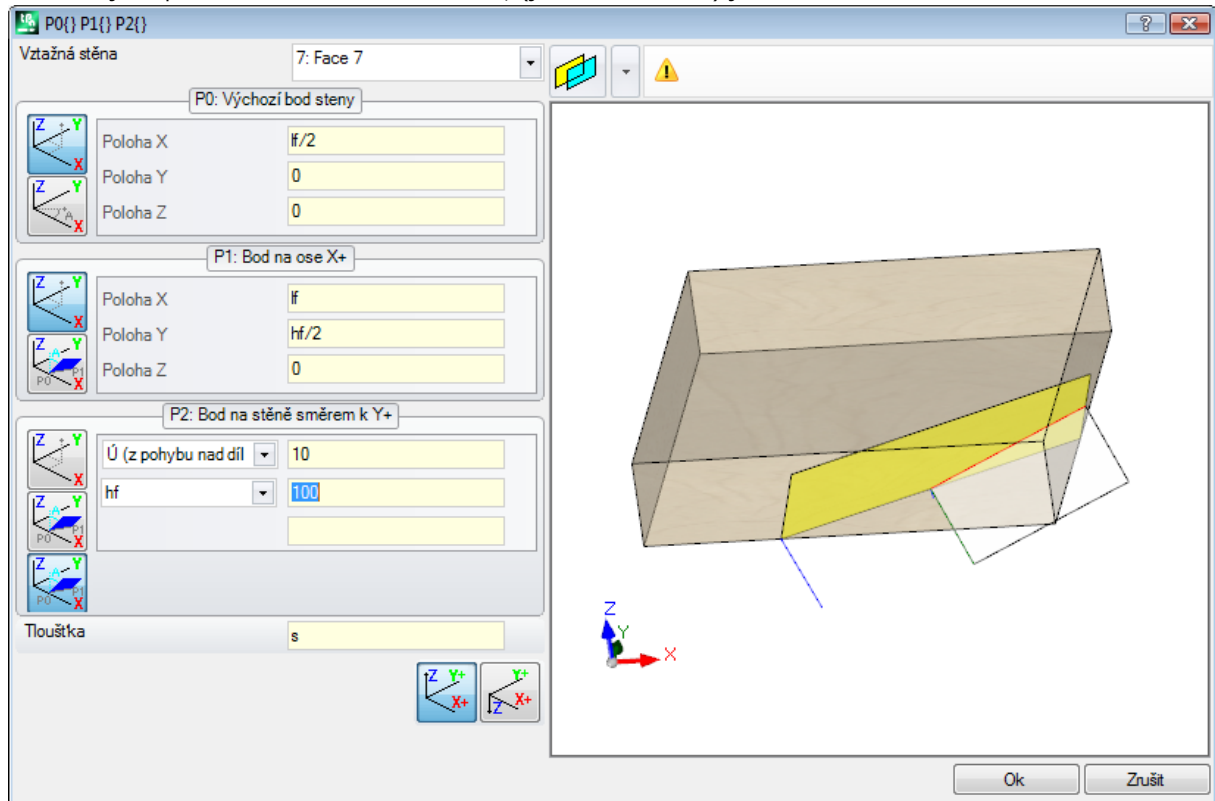 P0{} P1{} P2{}
Vztažná stěna
7: Face 7
P0: Výchozí bod steny
Poloha X
lf/2
Poloha Y
0
Poloha Z
0
P1: Bod na ose X+
Poloha X
lf
Poloha Y
hf/2
Poloha Z
0
P2: Bod na stěně směrem k Y+
Ú (z pohybu nad díl
10
hf
100
Tloušťka
s
Z Y+ X+
Y+ X+ Z
Z
Y
X
Ok
Zrušit